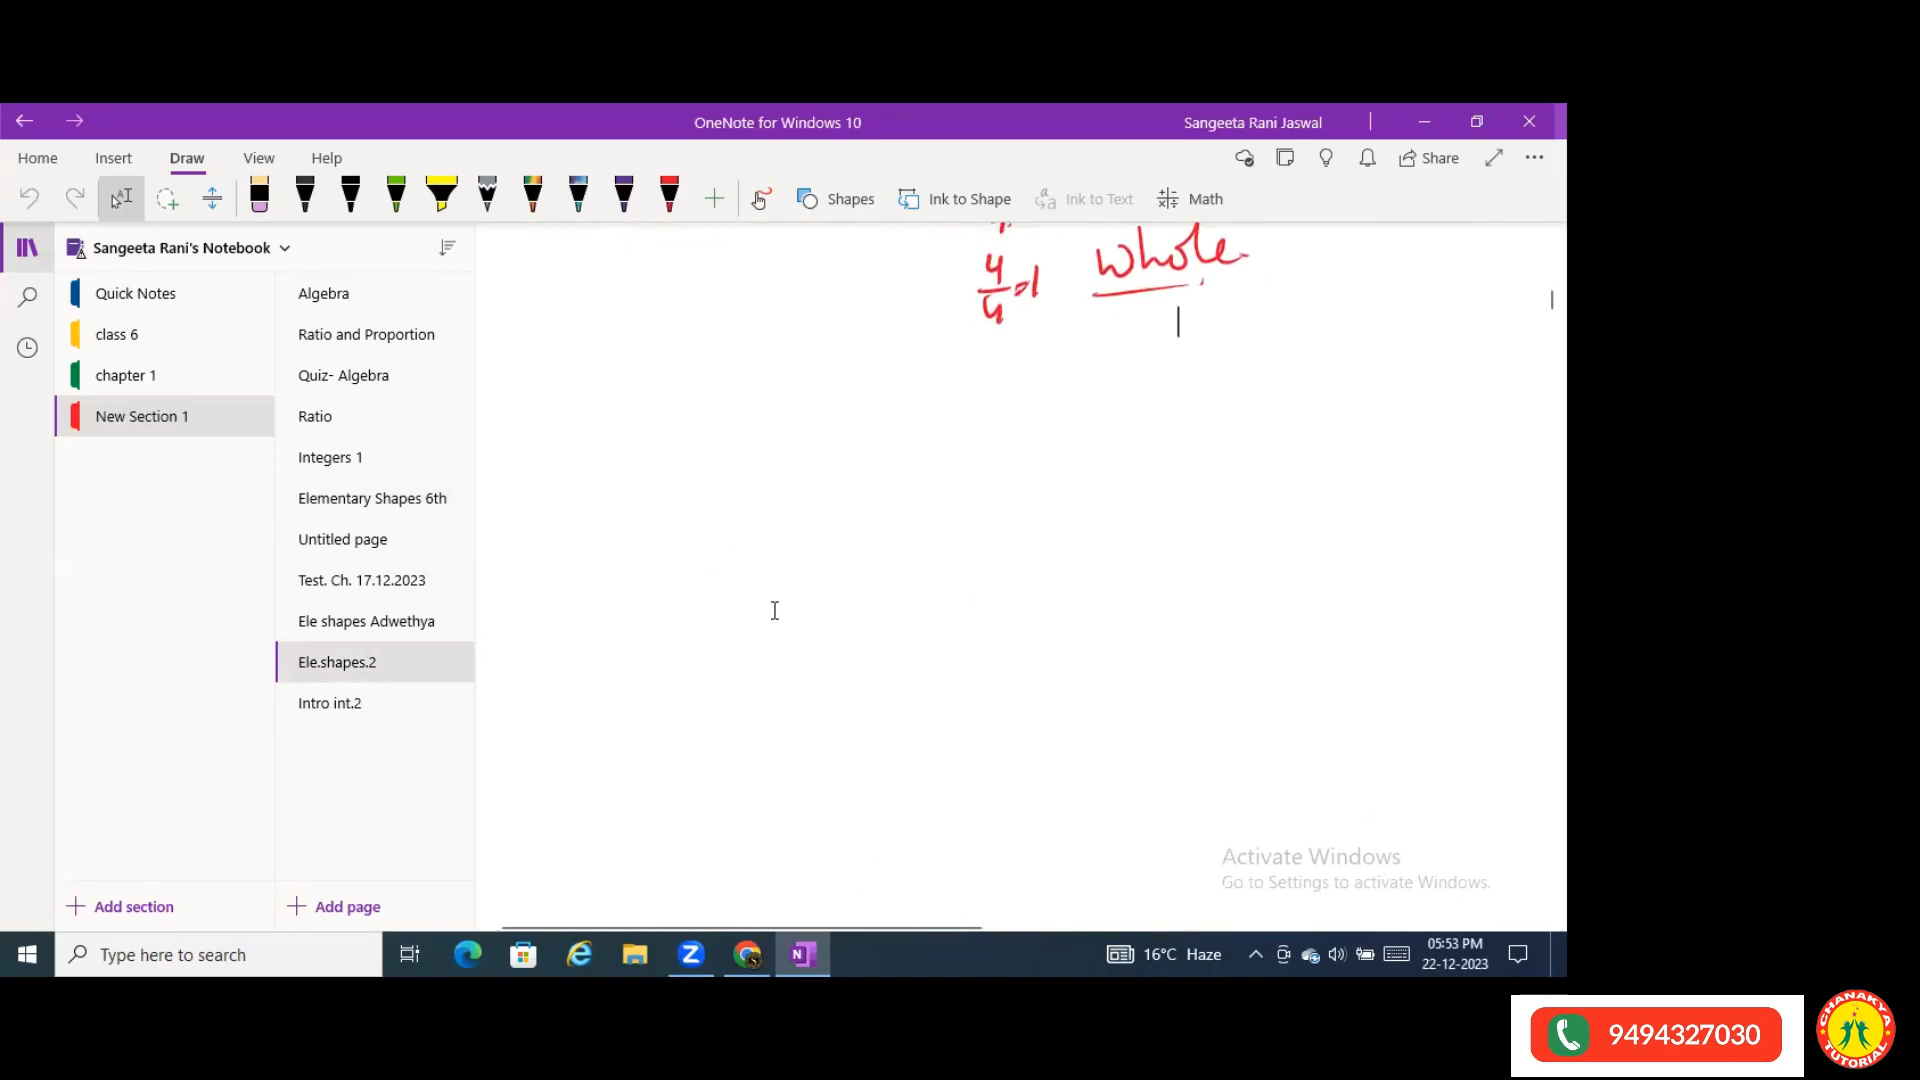 OneNote for Windows 10
Sangeeta Rani Jaswal
Home Insert Draw View Help
Share
Shapes Ink to Shape Ink to Text Math
Sangeeta Rani's Notebook
Quick Notes
class 6
chapter 1
New Section 1
Algebra
Ratio and Proportion
Quiz- Algebra
Ratio
Integers 1
Elementary Shapes 6th
Untitled page
Test. Ch. 17.12.2023
Ele shapes Adwethya
Ele.shapes.2
Intro int.2
4/4 =1 whole
Activate Windows
Go to Settings to activate Windows.
Add section
Add page
Type here to search
16°C Haze
05:53 PM
22-12-2023
9494327030
CHANAKYA
TUTORIAL